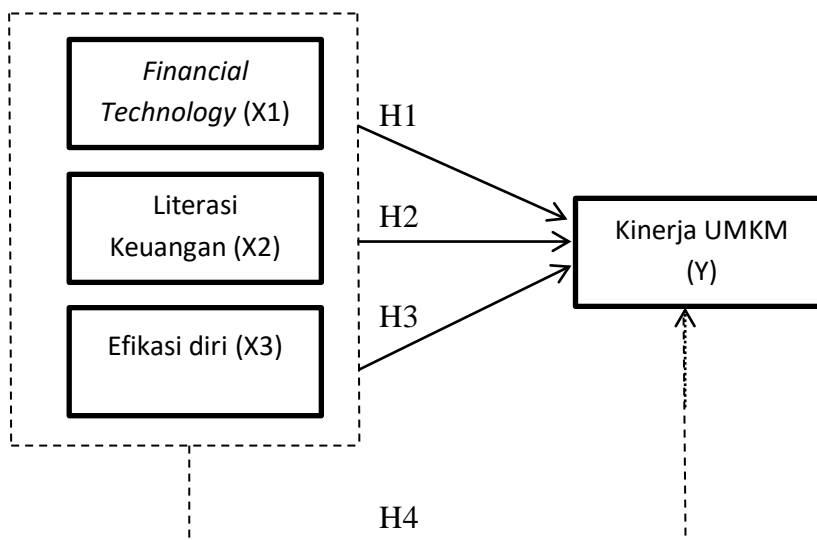 Financial
Technology (X1)
H1
Literasi
Keuangan (X2)
H2
Kinerja UMKM
(Y)
Efikasi diri (X3)
H3
H4